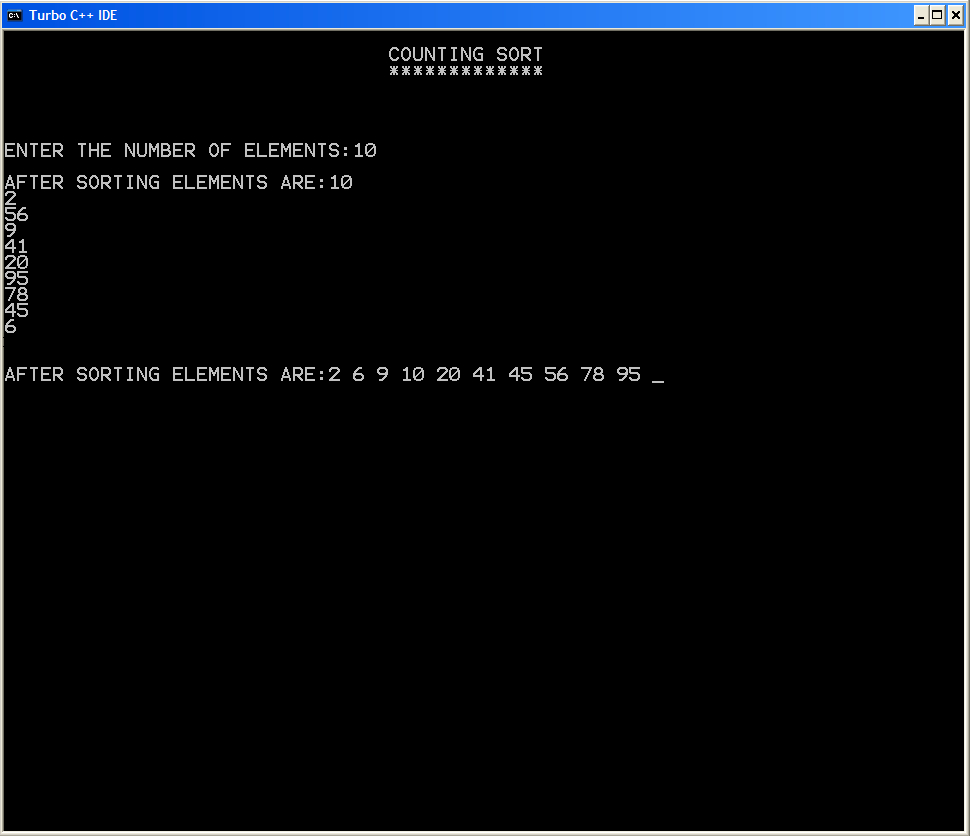 Turbo C++ IDE
COUNTING SORT
*************
ENTER THE NUMBER OF ELEMENTS:10
AFTER SORTING ELEMENTS ARE:10
2
56
9
41
20
95
78
45
6
AFTER SORTING ELEMENTS ARE:2 6 9 10 20 41 45 56 78 95 _